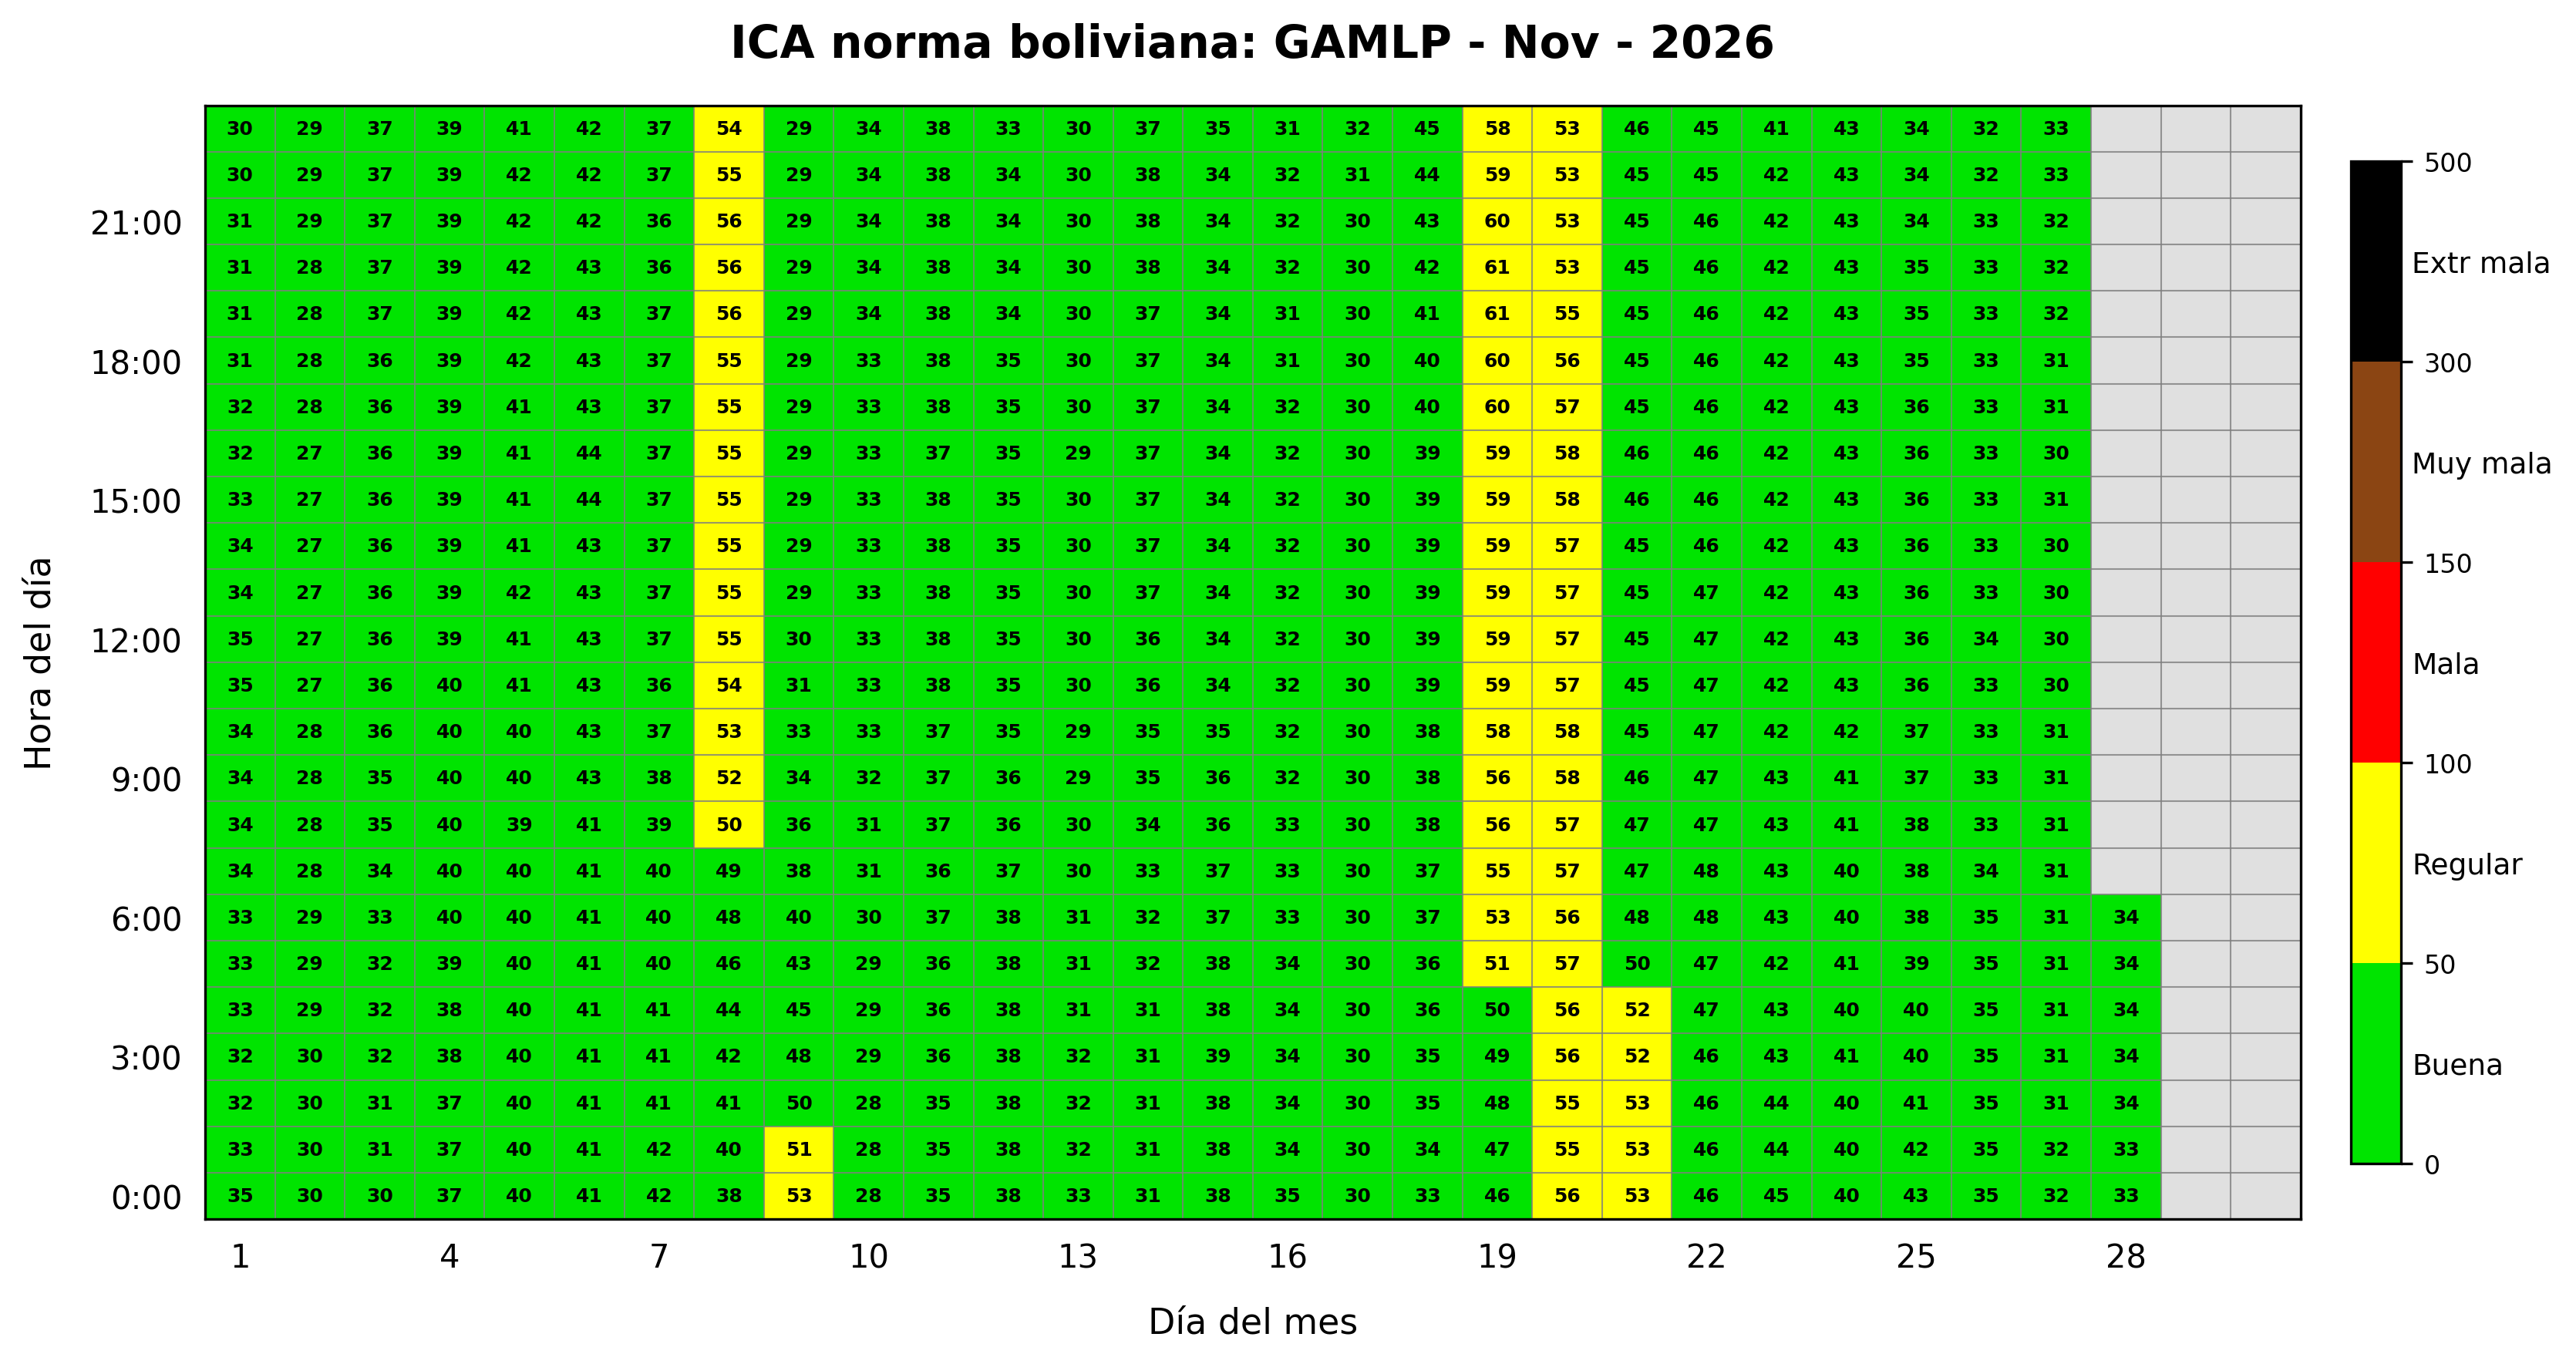 ICA norma boliviana: GAMLP - Nov - 2026
30 29 37 39 41 42 37 54 29 34 38 33 30 37 35 31 32 45 58 53 46 45 41 43 34 32 33
30 29 37 39 42 42 37 55 29 34 38 34 30 38 34 32 31 44 59 53 45 45 42 43 34 32 33
21:00 31 29 37 39 42 42 36 56 29 34 38 34 30 38 34 32 30 43 60 53 45 46 42 43 34 33 32
31 28 37 39 42 43 36 56 29 34 38 34 30 38 34 32 30 42 61 53 45 46 42 43 35 33 32
31 28 37 39 42 43 37 56 29 34 38 34 30 37 34 31 30 41 61 55 45 46 42 43 35 33 32
18:00 31 28 36 39 42 43 37 55 29 33 38 35 30 37 34 31 30 40 60 56 45 46 42 43 35 33 31
32 28 36 39 41 43 37 55 29 33 38 35 30 37 34 32 30 40 60 57 45 46 42 43 36 33 31
32 27 36 39 41 44 37 55 29 33 37 35 29 37 34 32 30 39 59 58 46 46 42 43 36 33 30
15:00 33 27 36 39 41 44 37 55 29 33 38 35 30 37 34 32 30 39 59 58 46 46 42 43 36 33 31
34 27 36 39 41 43 37 55 29 33 38 35 30 37 34 32 30 39 59 57 45 46 42 43 36 33 30
34 27 36 39 42 43 37 55 29 33 38 35 30 37 34 32 30 39 59 57 45 47 42 43 36 33 30
12:00 35 27 36 39 41 43 37 55 30 33 38 35 30 36 34 32 30 39 59 57 45 47 42 43 36 34 30
35 27 36 40 41 43 36 54 31 33 38 35 30 36 34 32 30 39 59 57 45 47 42 43 36 33 30
34 28 36 40 40 43 37 53 33 33 37 35 29 35 35 32 30 38 58 58 45 47 42 42 37 33 31
9:00 34 28 35 40 40 43 38 52 34 32 37 36 29 35 36 32 30 38 56 58 46 47 43 41 37 33 31
34 28 35 40 39 41 39 50 36 31 37 36 30 34 36 33 30 38 56 57 47 47 43 41 38 33 31
34 28 34 40 40 41 40 49 38 31 36 37 30 33 37 33 30 37 55 57 47 48 43 40 38 34 31
6:00 33 29 33 40 40 41 40 48 40 30 37 38 31 32 37 33 30 37 53 56 48 48 43 40 38 35 31 34
33 29 32 39 40 41 40 46 43 29 36 38 31 32 38 34 30 36 51 57 50 47 42 41 39 35 31 34
33 29 32 38 40 41 41 44 45 29 36 38 31 31 38 34 30 36 50 56 52 47 43 40 40 35 31 34
3:00 32 30 32 38 40 41 41 42 48 29 36 38 32 31 39 34 30 35 49 56 52 46 43 41 40 35 31 34
32 30 31 37 40 41 41 41 50 28 35 38 32 31 38 34 30 35 48 55 53 46 44 40 41 35 31 34
33 30 31 37 40 41 42 40 51 28 35 38 32 31 38 34 30 34 47 55 53 46 44 40 42 35 32 33
0:00 35 30 30 37 40 41 42 38 53 28 35 38 33 31 38 35 30 33 46 56 53 46 45 40 43 35 32 33
1 4 7 10 13 16 19 22 25 28
Día del mes
Hora del día
500
Extr mala
300
Muy mala
150
Mala
100
Regular
50
Buena
0